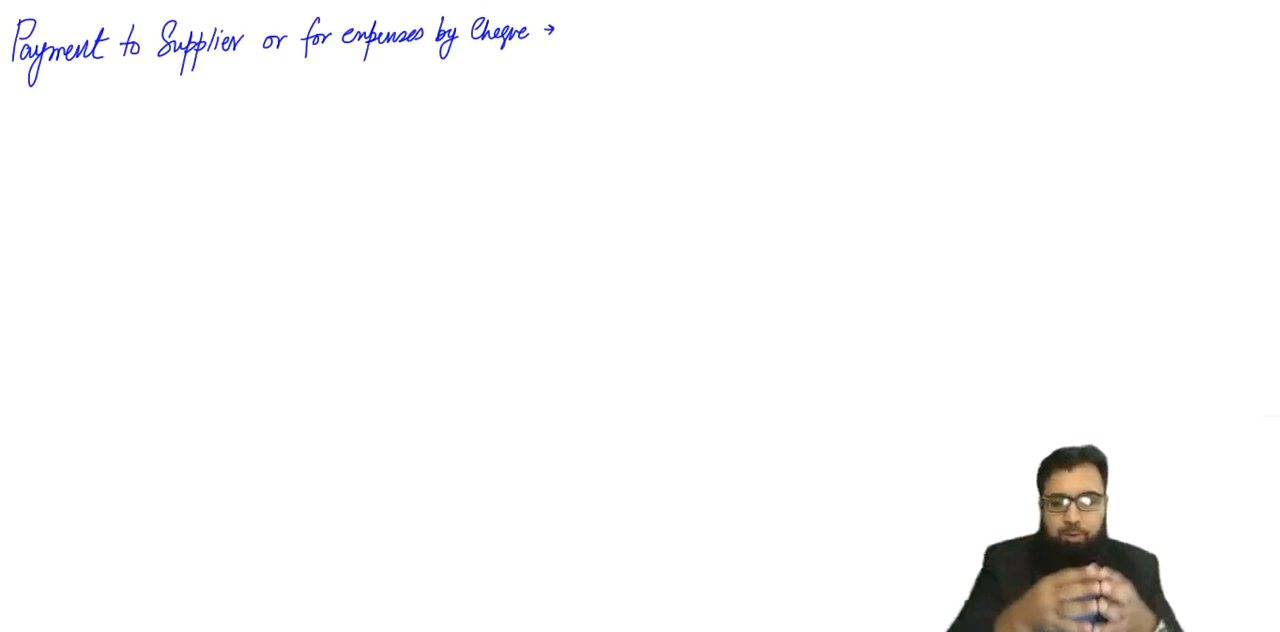 Payment to Supplier or for expenses by Cheque →